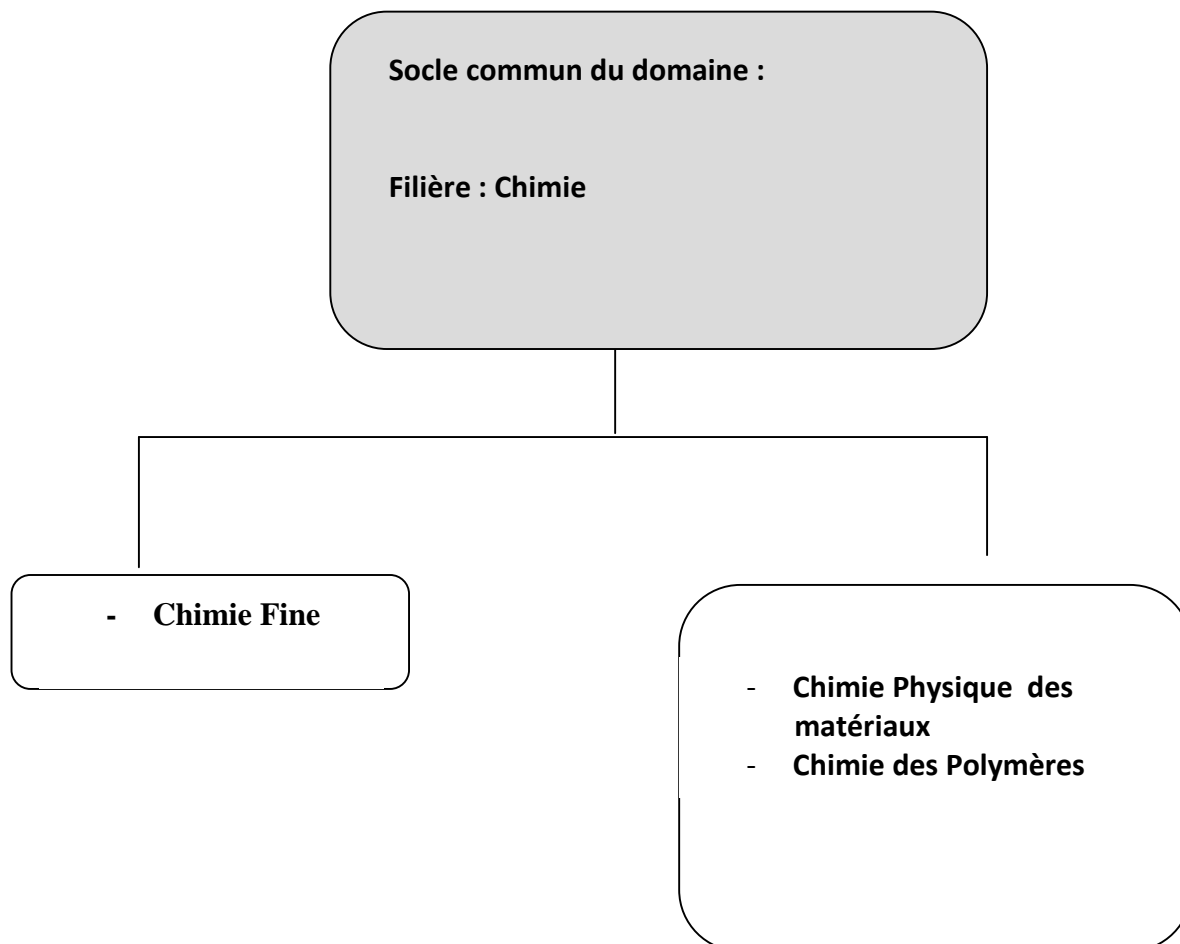 Socle commun du domaine :
Filière : Chimie
- Chimie Fine
- Chimie Physique des
matériaux
- Chimie des Polymères